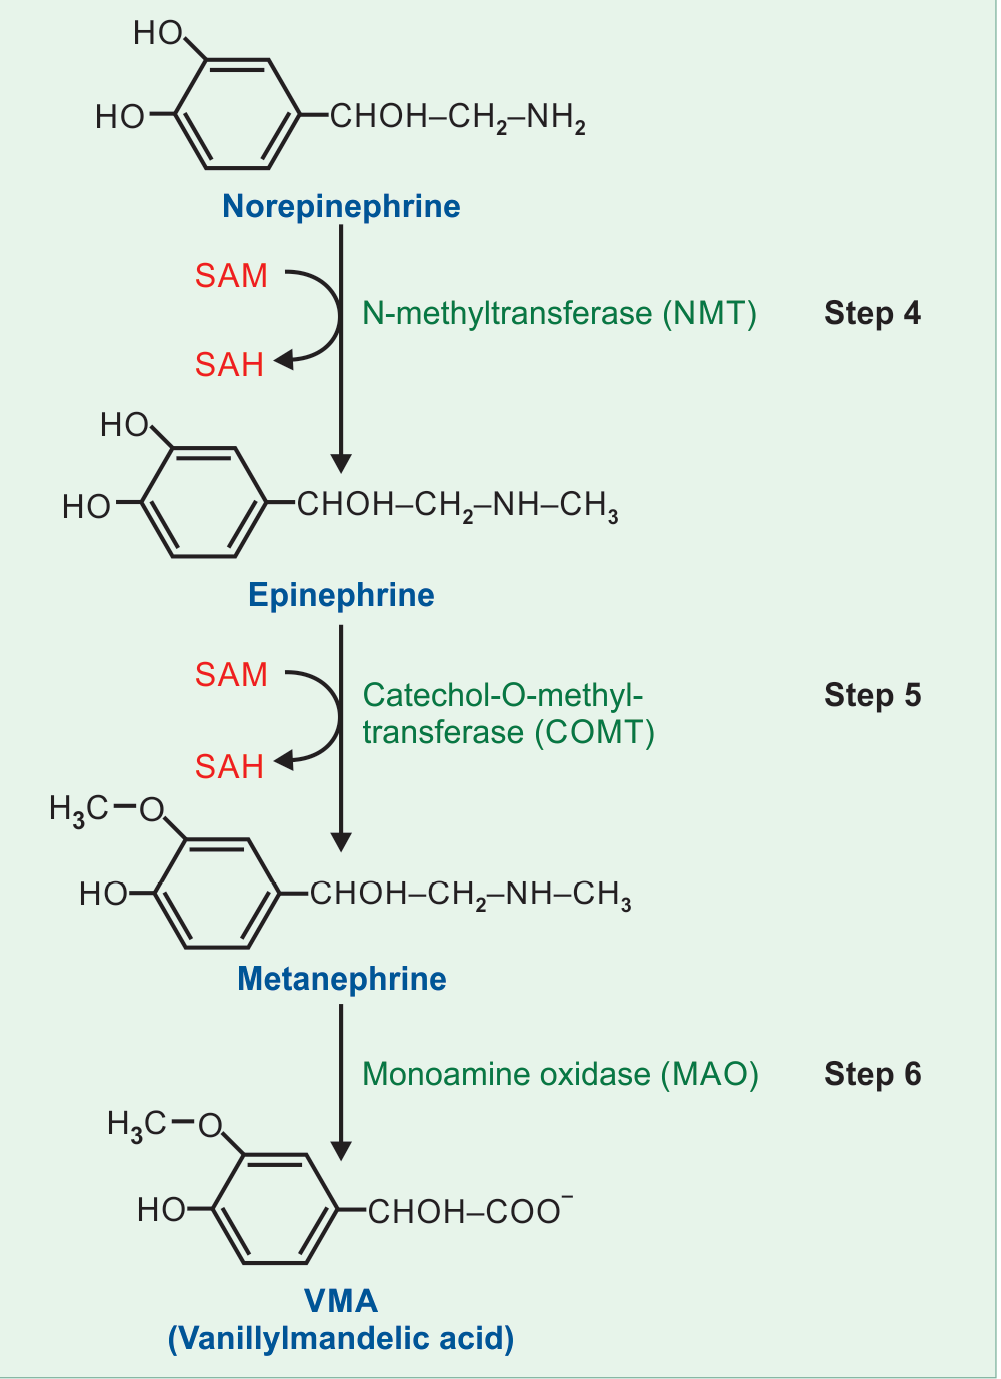 HO
HO
CHOH–CH2–NH2
Norepinephrine
SAM
N-methyltransferase (NMT)
Step 4
SAH
HO
HO
CHOH–CH2–NH–CH3
Epinephrine
SAM
Catechol-O-methyl-
transferase (COMT)
Step 5
SAH
H3C–O
HO
CHOH–CH2–NH–CH3
Metanephrine
Monoamine oxidase (MAO)
Step 6
H3C–O
HO
CHOH–COO–
VMA
(Vanillylmandelic acid)